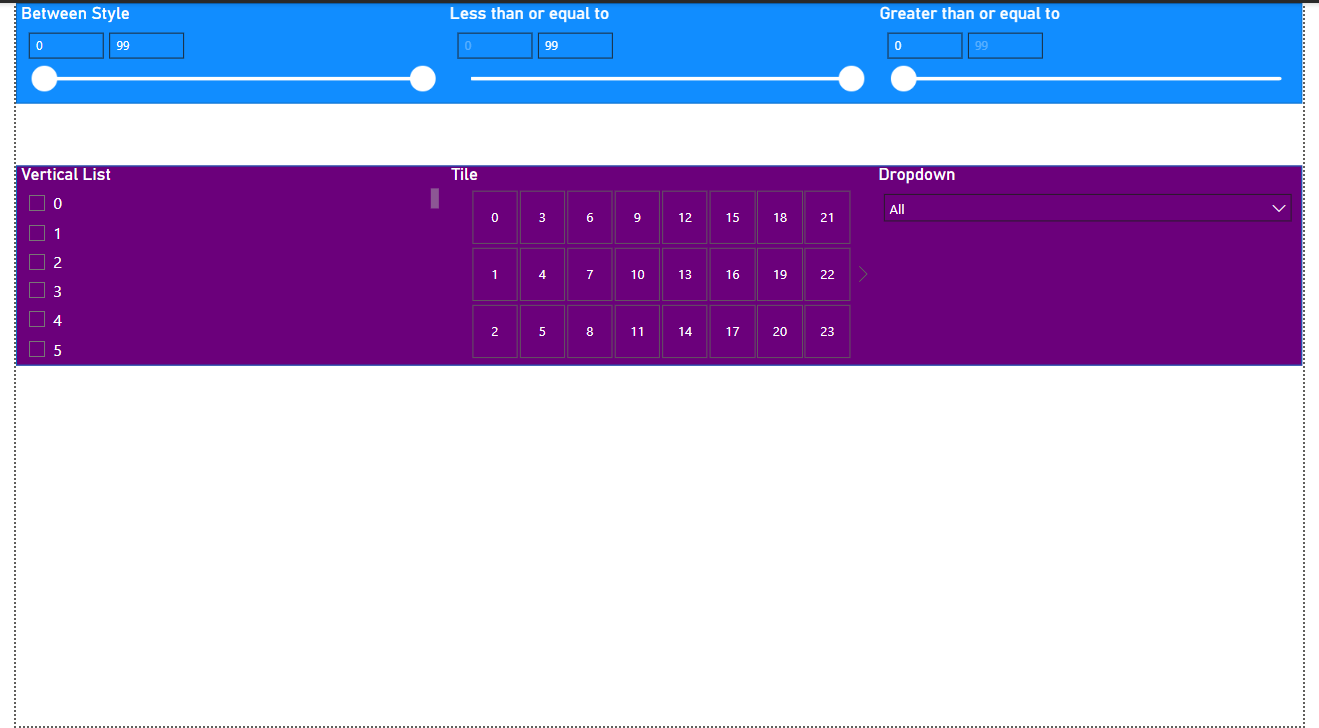 Between Style
0 99
Less than or equal to
0 99
Greater than or equal to
0 99
Vertical List
0
1
2
3
4
5
Tile
0 3 6 9 12 15 18 21
1 4 7 10 13 16 19 22
2 5 8 11 14 17 20 23
Dropdown
All